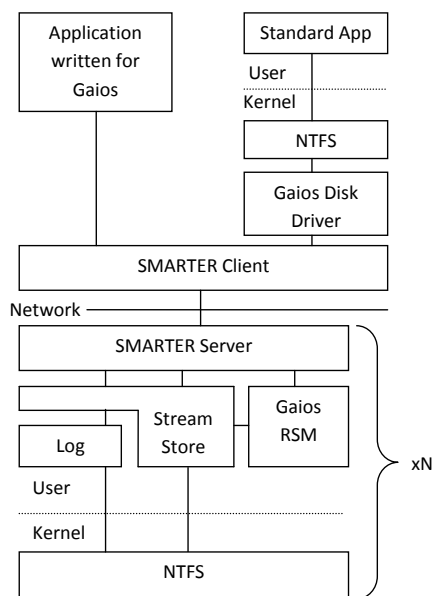 Application
written for
Gaios
Standard App
User
Kernel
NTFS
Gaios Disk
Driver
SMARTER Client
Network
SMARTER Server
Stream
Store
Gaios
RSM
Log
xN
User
Kernel
NTFS